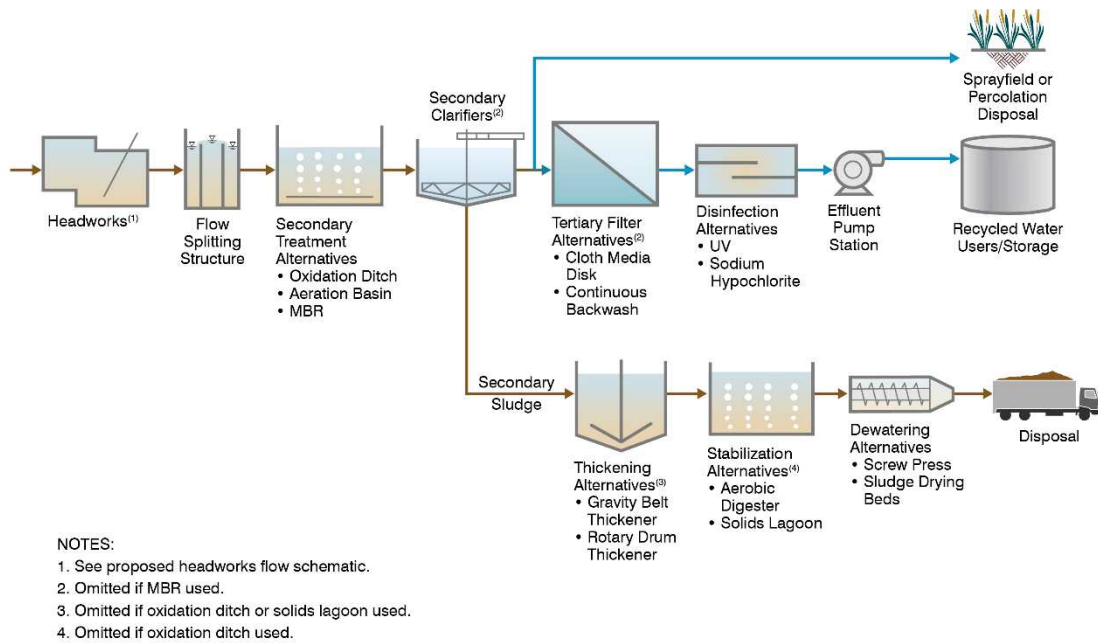 Sprayfield or
Percolation
Disposal
Secondary
Clarifiers(2)
Headworks(1)
Flow
Splitting
Structure
Secondary
Treatment
Alternatives
• Oxidation Ditch
• Aeration Basin
• MBR
Tertiary Filter
Alternatives(2)
• Cloth Media
Disk
• Continuous
Backwash
Disinfection
Alternatives
• UV
• Sodium
Hypochlorite
Effluent
Pump
Station
Recycled Water
Users/Storage
Secondary
Sludge
Thickening
Alternatives(3)
• Gravity Belt
Thickener
• Rotary Drum
Thickener
Stabilization
Alternatives(4)
• Aerobic
Digester
• Solids Lagoon
Dewatering
Alternatives
• Screw Press
• Sludge Drying
Beds
Disposal
NOTES:
1. See proposed headworks flow schematic.
2. Omitted if MBR used.
3. Omitted if oxidation ditch or solids lagoon used.
4. Omitted if oxidation ditch used.